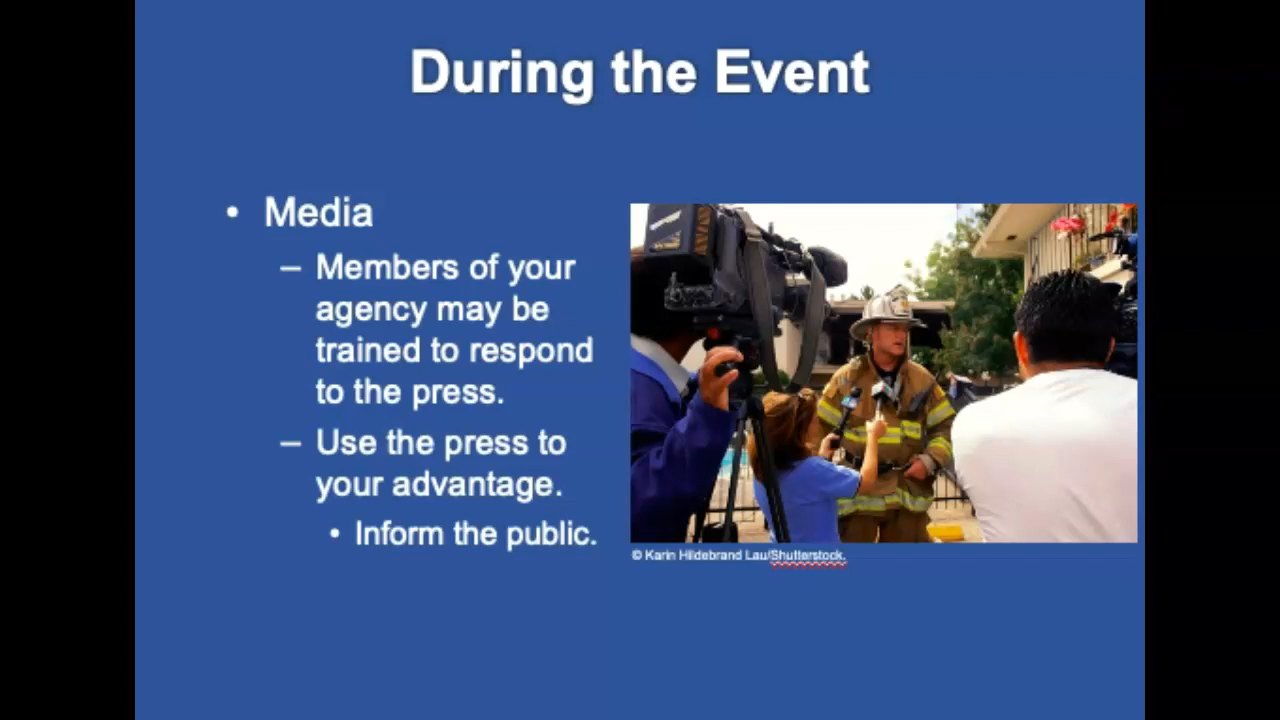 During the Event
• Media
– Members of your
agency may be
trained to respond
to the press.
– Use the press to
your advantage.
• Inform the public.
© Karin Hildebrand Lau/Shutterstock.